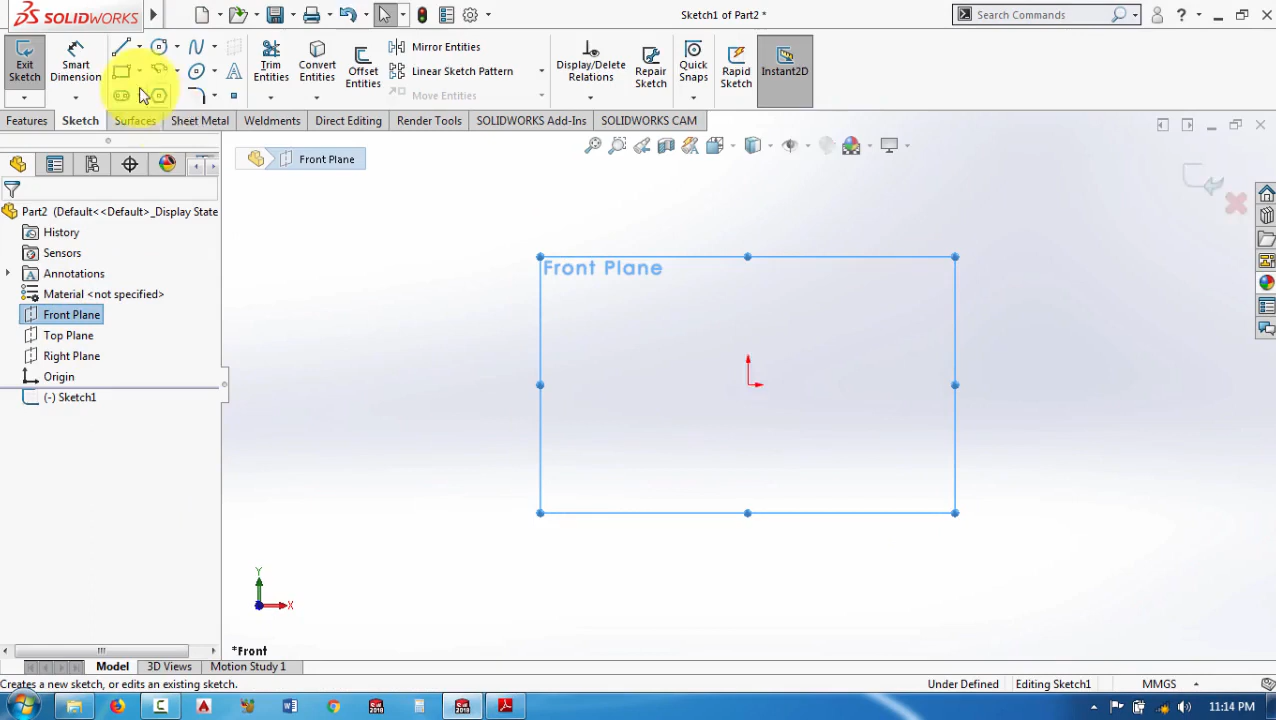 SOLIDWORKS
Sketch1 of Part2 *
Search Commands
?
Exit Sketch
Smart Dimension
Trim Entities
Convert Entities
Offset Entities
Mirror Entities
Linear Sketch Pattern
Move Entities
Display/Delete Relations
Repair Sketch
Quick Snaps
Rapid Sketch
Instant2D
Features
Sketch
Surfaces
Sheet Metal
Weldments
Direct Editing
Render Tools
SOLIDWORKS Add-Ins
SOLIDWORKS CAM
Front Plane
Part2 (Default<<Default>_Display State
History
Sensors
Annotations
Material <not specified>
Front Plane
Top Plane
Right Plane
Origin
(-) Sketch1
Front Plane
Y
X
*Front
Model
3D Views
Motion Study 1
Creates a new sketch, or edits an existing sketch.
Under Defined
Editing Sketch1
MMGS
11:14 PM